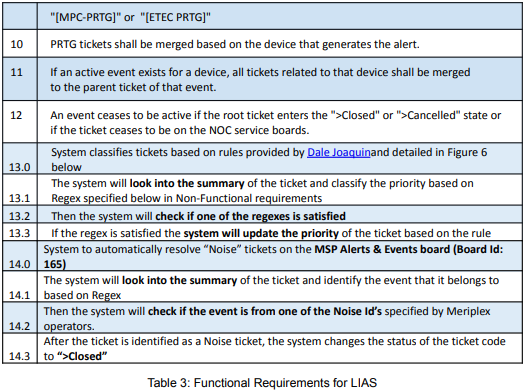 "[MPC-PRTG]" or "[ETEC PRTG]"
10 PRTG tickets shall be merged based on the device that generates the alert.
11 If an active event exists for a device, all tickets related to that device shall be merged
to the parent ticket of that event.
12 An event ceases to be active if the root ticket enters the ">Closed" or ">Cancelled" state or
if the ticket ceases to be on the NOC service boards.
System classifies tickets based on rules provided by Dale Joaquinand detailed in Figure 6
13.0 below
The system will look into the summary of the ticket and classify the priority based on
13.1 Regex specified below in Non-Functional requirements
13.2 Then the system will check if one of the regexes is satisfied
13.3 If the regex is satisfied the system will update the priority of the ticket based on the rule
System to automatically resolve “Noise” tickets on the MSP Alerts & Events board (Board Id:
14.0 165)
The system will look into the summary of the ticket and identify the event that it belongs to
14.1 based on Regex
Then the system will check if the event is from one of the Noise Id’s specified by Meriplex
14.2 operators.
After the ticket is identified as a Noise ticket, the system changes the status of the ticket code
14.3 to “>Closed”
Table 3: Functional Requirements for LIAS